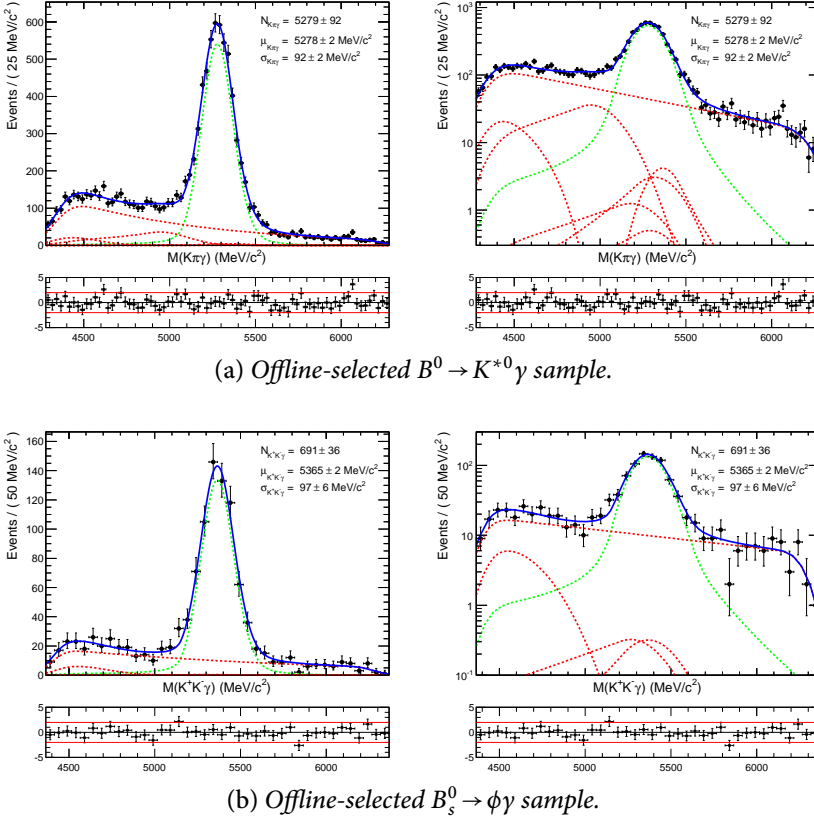 Events / ( 25 MeV/c² )
600
500
400
300
200
100
0
N_Kπγ = 5279 ± 92
μ_Kπγ = 5278 ± 2 MeV/c²
σ_Kπγ = 92 ± 2 MeV/c²
M(Kπγ) (MeV/c²)
5
0
-5
4500 5000 5500 6000
Events / ( 25 MeV/c² )
10³
10²
10
1
N_Kπγ = 5279 ± 92
μ_Kπγ = 5278 ± 2 MeV/c²
σ_Kπγ = 92 ± 2 MeV/c²
M(Kπγ) (MeV/c²)
5
0
-5
4500 5000 5500 6000
(a) Offline-selected B⁰ → K*⁰γ sample.
Events / ( 50 MeV/c² )
160
140
120
100
80
60
40
20
0
N_K⁺K⁻γ = 691 ± 36
μ_K⁺K⁻γ = 5365 ± 2 MeV/c²
σ_K⁺K⁻γ = 97 ± 6 MeV/c²
M(K⁺K⁻γ) (MeV/c²)
5
0
-5
4500 5000 5500 6000
Events / ( 50 MeV/c² )
10²
10
1
10⁻¹
N_K⁺K⁻γ = 691 ± 36
μ_K⁺K⁻γ = 5365 ± 2 MeV/c²
σ_K⁺K⁻γ = 97 ± 6 MeV/c²
M(K⁺K⁻γ) (MeV/c²)
5
0
-5
4500 5000 5500 6000
(b) Offline-selected B_s⁰ → ϕγ sample.